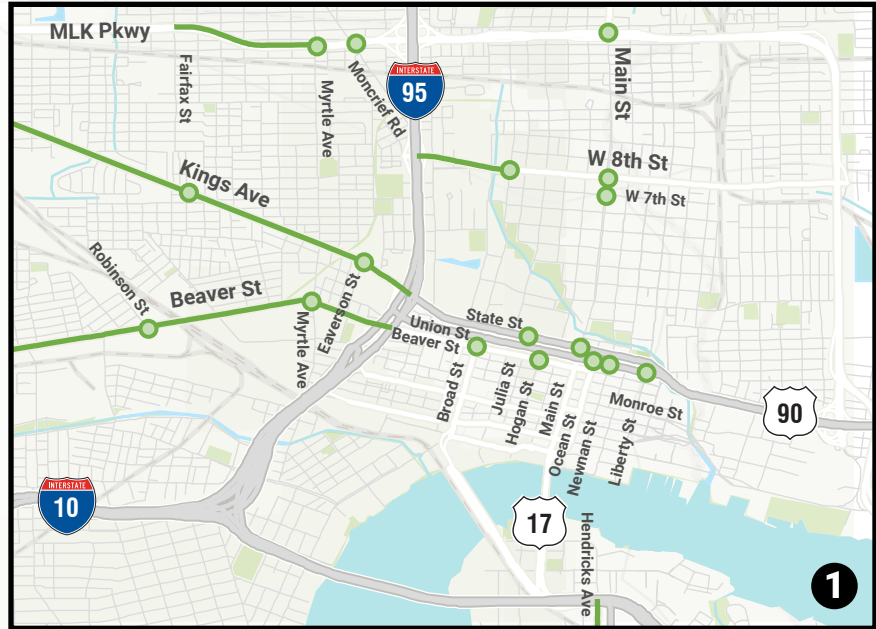 MLK Pkwy
Fairfax St
Myrtle Ave
Moncrief Rd
INTERSTATE
95
Main St
Kings Ave
W 8th St
W 7th St
Robinson St
Beaver St
Myrtle Ave
Eaverson St
Union St
State St
Beaver St
Broad St
Julia St
Hogan St
Main St
Ocean St
Newnan St
Liberty St
Monroe St
90
INTERSTATE
10
17
Hendricks Ave
1